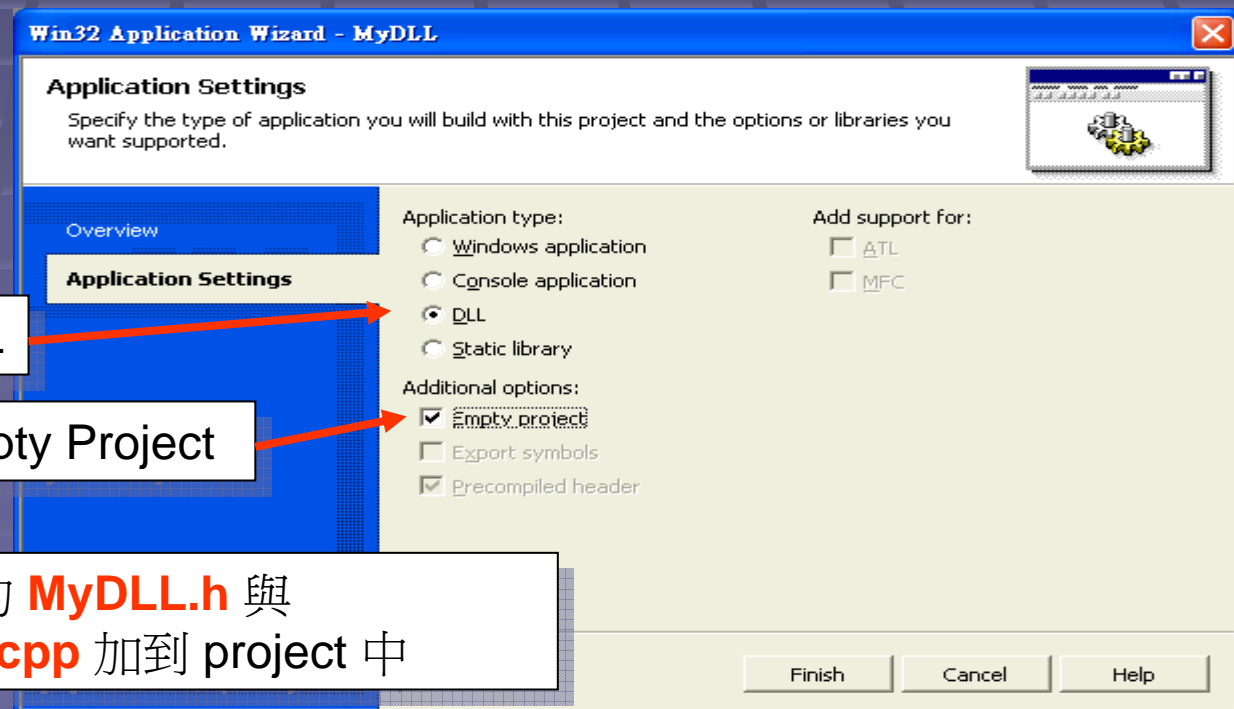 Win32 Application Wizard - MyDLL
Application Settings
Specify the type of application you will build with this project and the options or libraries you
want supported.
Overview
Application Settings
Application type:
Windows application
Console application
DLL
Static library
Additional options:
Empty project
Export symbols
Precompiled header
Add support for:
ATL
MFC
Project
MyDLL.h 與
cpp 加到 project 中
Finish
Cancel
Help